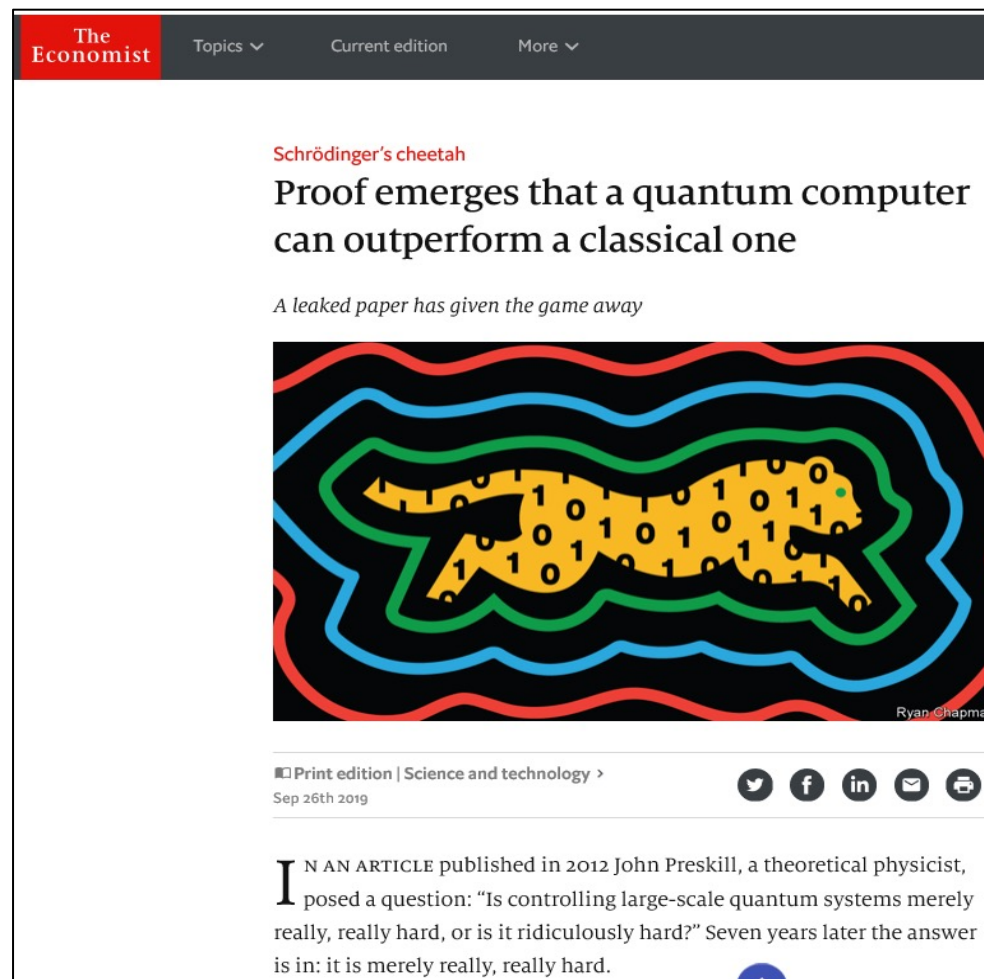 The
Economist
Topics
Current edition
More
Schrödinger's cheetah
Proof emerges that a quantum computer
can outperform a classical one
A leaked paper has given the game away
Ryan Chapma
Print edition | Science and technology >
Sep 26th 2019
IN AN ARTICLE published in 2012 John Preskill, a theoretical physicist,
posed a question: “Is controlling large-scale quantum systems merely
really, really hard, or is it ridiculously hard?” Seven years later the answer
is in: it is merely really, really hard.